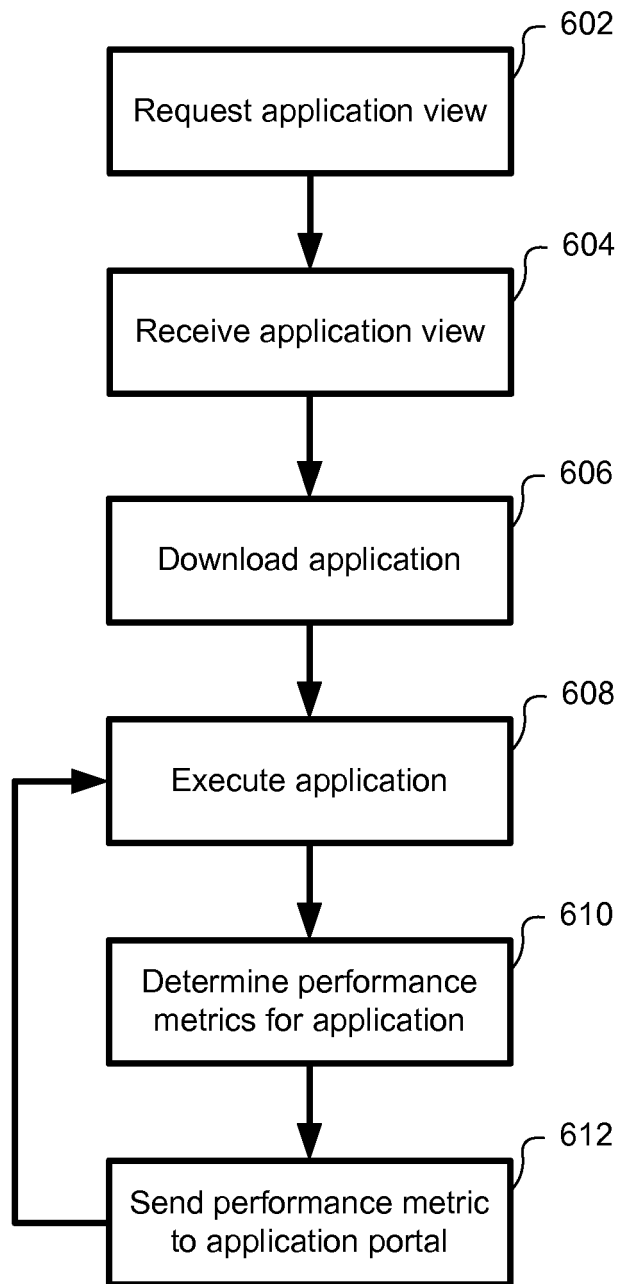 602
Request application view
604
Receive application view
606
Download application
608
Execute application
610
Determine performance
metrics for application
612
Send performance metric
to application portal